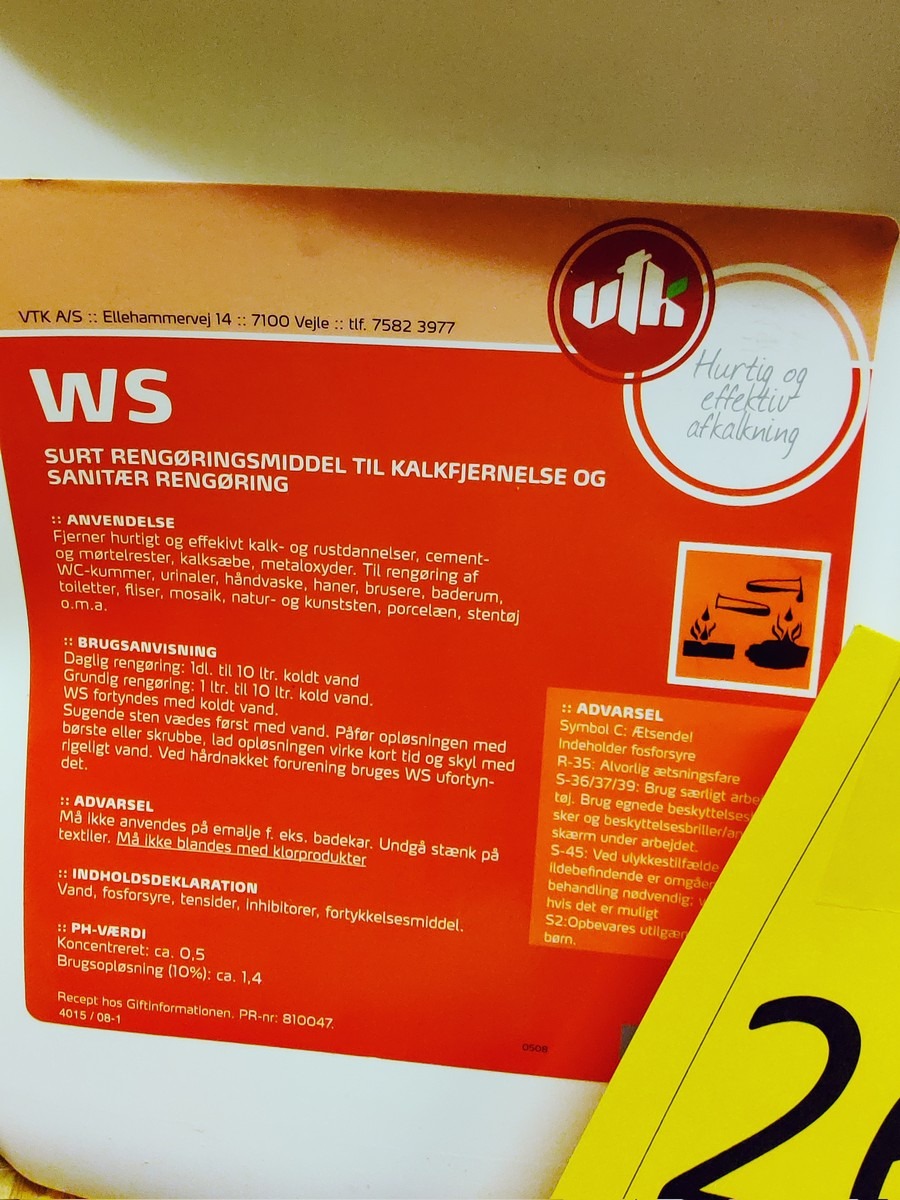 VTK A/S :: Ellehammervej 14 :: 7100 Vejle :: tlf. 7582 3977
vtk
Hurtig og
effektiv
afkalkning
WS
SURT RENGØRINGSMIDDEL TIL KALKFJERNELSE OG
SANITÆR RENGØRING
:: ANVENDELSE
Fjerner hurtigt og effekivt kalk- og rustdannelser, cement-
og mørtelrester, kalksæbe, metaloxyder. Til rengøring af
WC-kummer, urinaler, håndvaske, haner, brusere, baderum,
toiletter, fliser, mosaik, natur- og kunststen, porcelæn, stentøj
o.m.a.
:: BRUGSANVISNING
Daglig rengøring: 1dl. til 10 ltr. koldt vand
Grundig rengøring: 1 ltr. til 10 ltr. kold vand.
WS fortyndes med koldt vand.
Sugende sten vædes først med vand. Påfør opløsningen med
børste eller skrubbe, lad opløsningen virke kort tid og skyl med
rigeligt vand. Ved hårdnakket forurening bruges WS ufortyn-
det.
:: ADVARSEL
Må ikke anvendes på emalje f. eks. badekar. Undgå stænk på
textiler. Må ikke blandes med klorprodukter
:: INDHOLDSDEKLARATION
Vand, fosforsyre, tensider, inhibitorer, fortykkelsesmiddel.
:: PH-VÆRDI
Koncentreret: ca. 0,5
Brugsopløsning (10%): ca. 1,4
Recept hos Giftinformationen. PR-nr: 810047.
4015 / 08-1
0508
:: ADVARSEL
Symbol C: Ætsende!
Indeholder fosforsyre
R-35: Alvorlig ætsningsfare
S-36/37/39: Brug særligt arbe
tøj. Brug egnede beskyttelses
sker og beskyttelsesbriller/an
skærm under arbejdet.
S-45: Ved ulykkestilfælde
ildebefindende er omgåen
behandling nødvendig;
hvis det er muligt
S2:Opbevares utilgæn
børn.
2